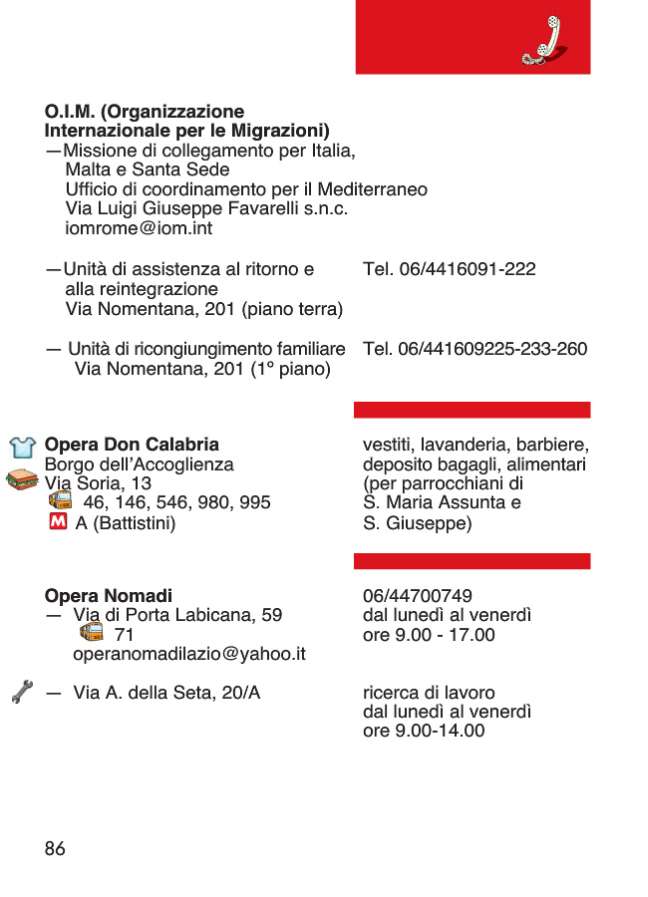 O.I.M. (Organizzazione
Internazionale per le Migrazioni)
—Missione di collegamento per Italia,
Malta e Santa Sede
Ufficio di coordinamento per il Mediterraneo
Via Luigi Giuseppe Favarelli s.n.c.
iomrome@iom.int
—Unità di assistenza al ritorno e Tel. 06/4416091-222
alla reintegrazione
Via Nomentana, 201 (piano terra)
— Unità di ricongiungimento familiare Tel. 06/441609225-233-260
Via Nomentana, 201 (1º piano)
Opera Don Calabria vestiti, lavanderia, barbiere,
Borgo dell'Accoglienza deposito bagagli, alimentari
Via Soria, 13 (per parrocchiani di
46, 146, 546, 980, 995 S. Maria Assunta e
M A (Battistini) S. Giuseppe)
Opera Nomadi 06/44700749
— Via di Porta Labicana, 59 dal lunedì al venerdì
71 ore 9.00 - 17.00
operanomadilazio@yahoo.it
— Via A. della Seta, 20/A ricerca di lavoro
dal lunedì al venerdì
ore 9.00-14.00
86